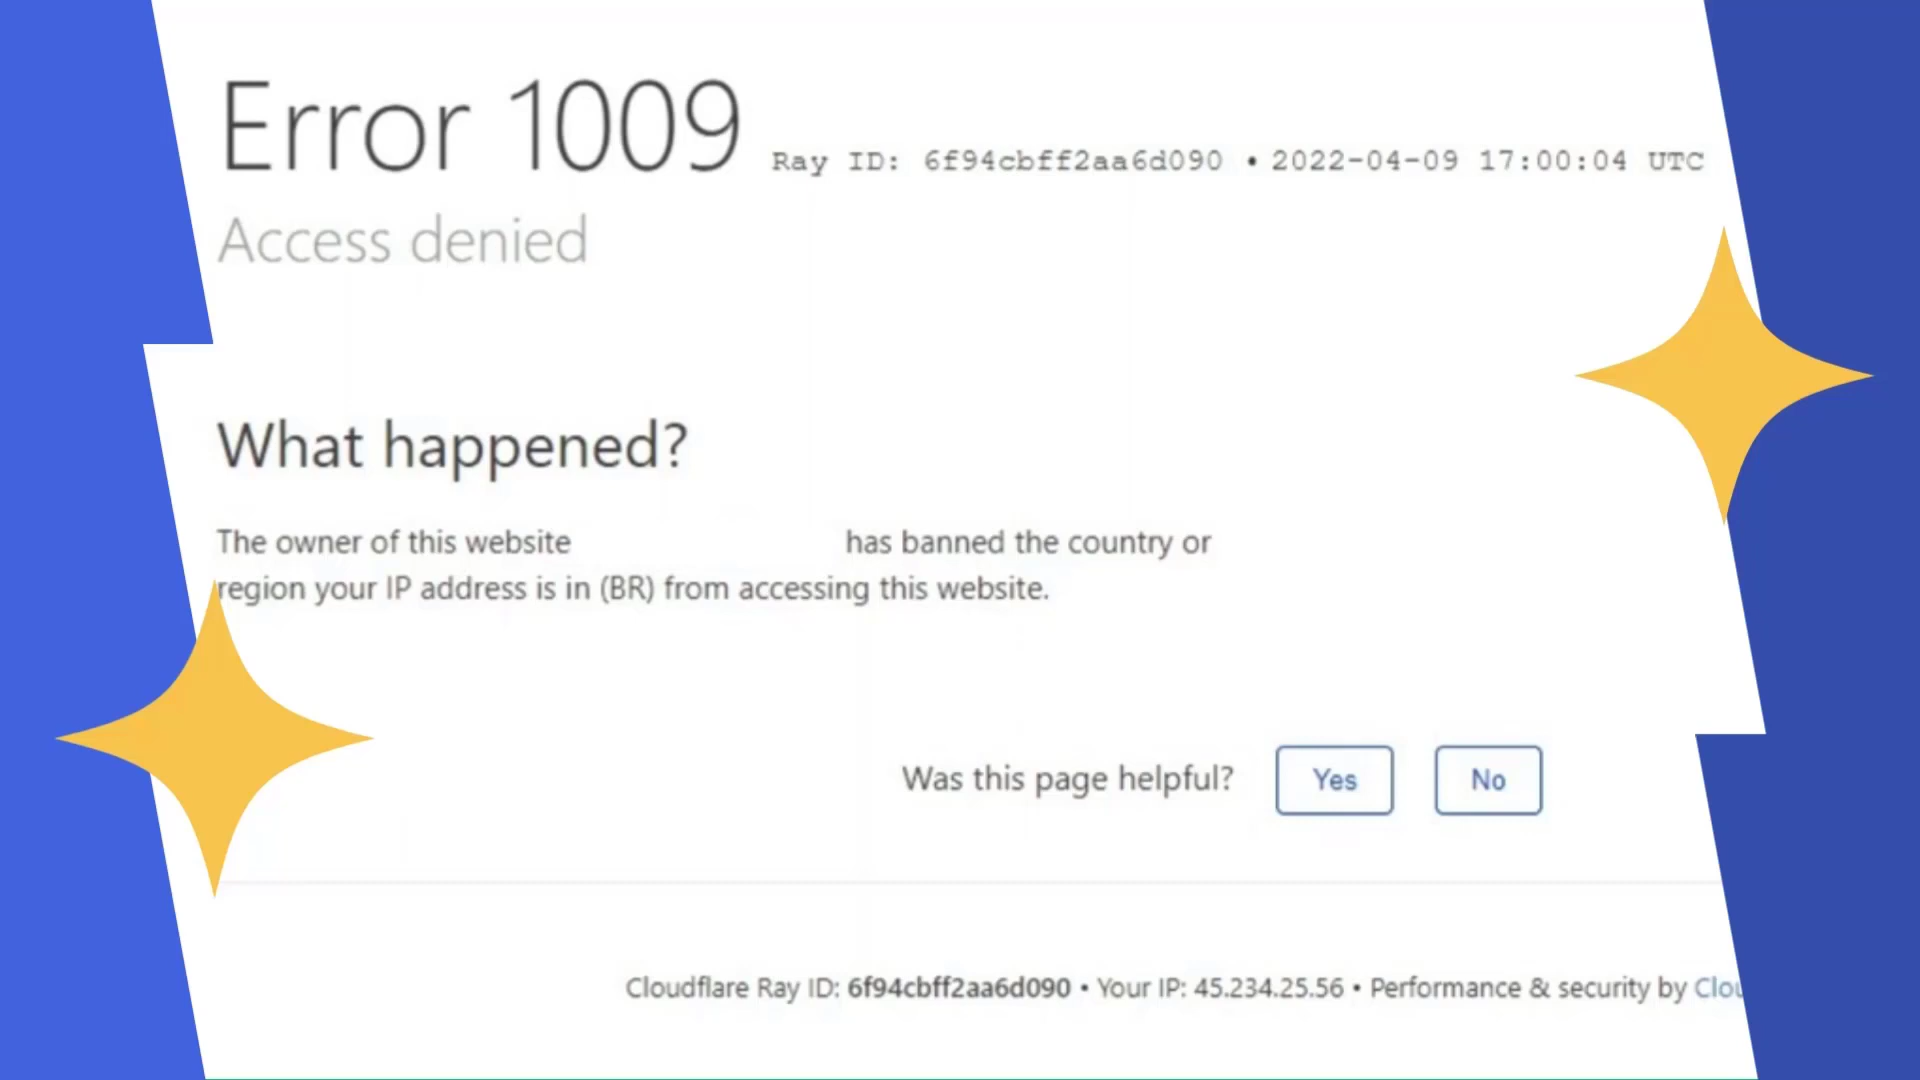 Error 1009 Ray ID: 6f94cbff2aa6d090 • 2022-04-09 17:00:04 UTC
Access denied
What happened?
The owner of this website has banned the country or
region your IP address is in (BR) from accessing this website.
Was this page helpful? Yes No
Cloudflare Ray ID: 6f94cbff2aa6d090 • Your IP: 45.234.25.56 • Performance & security by Clou